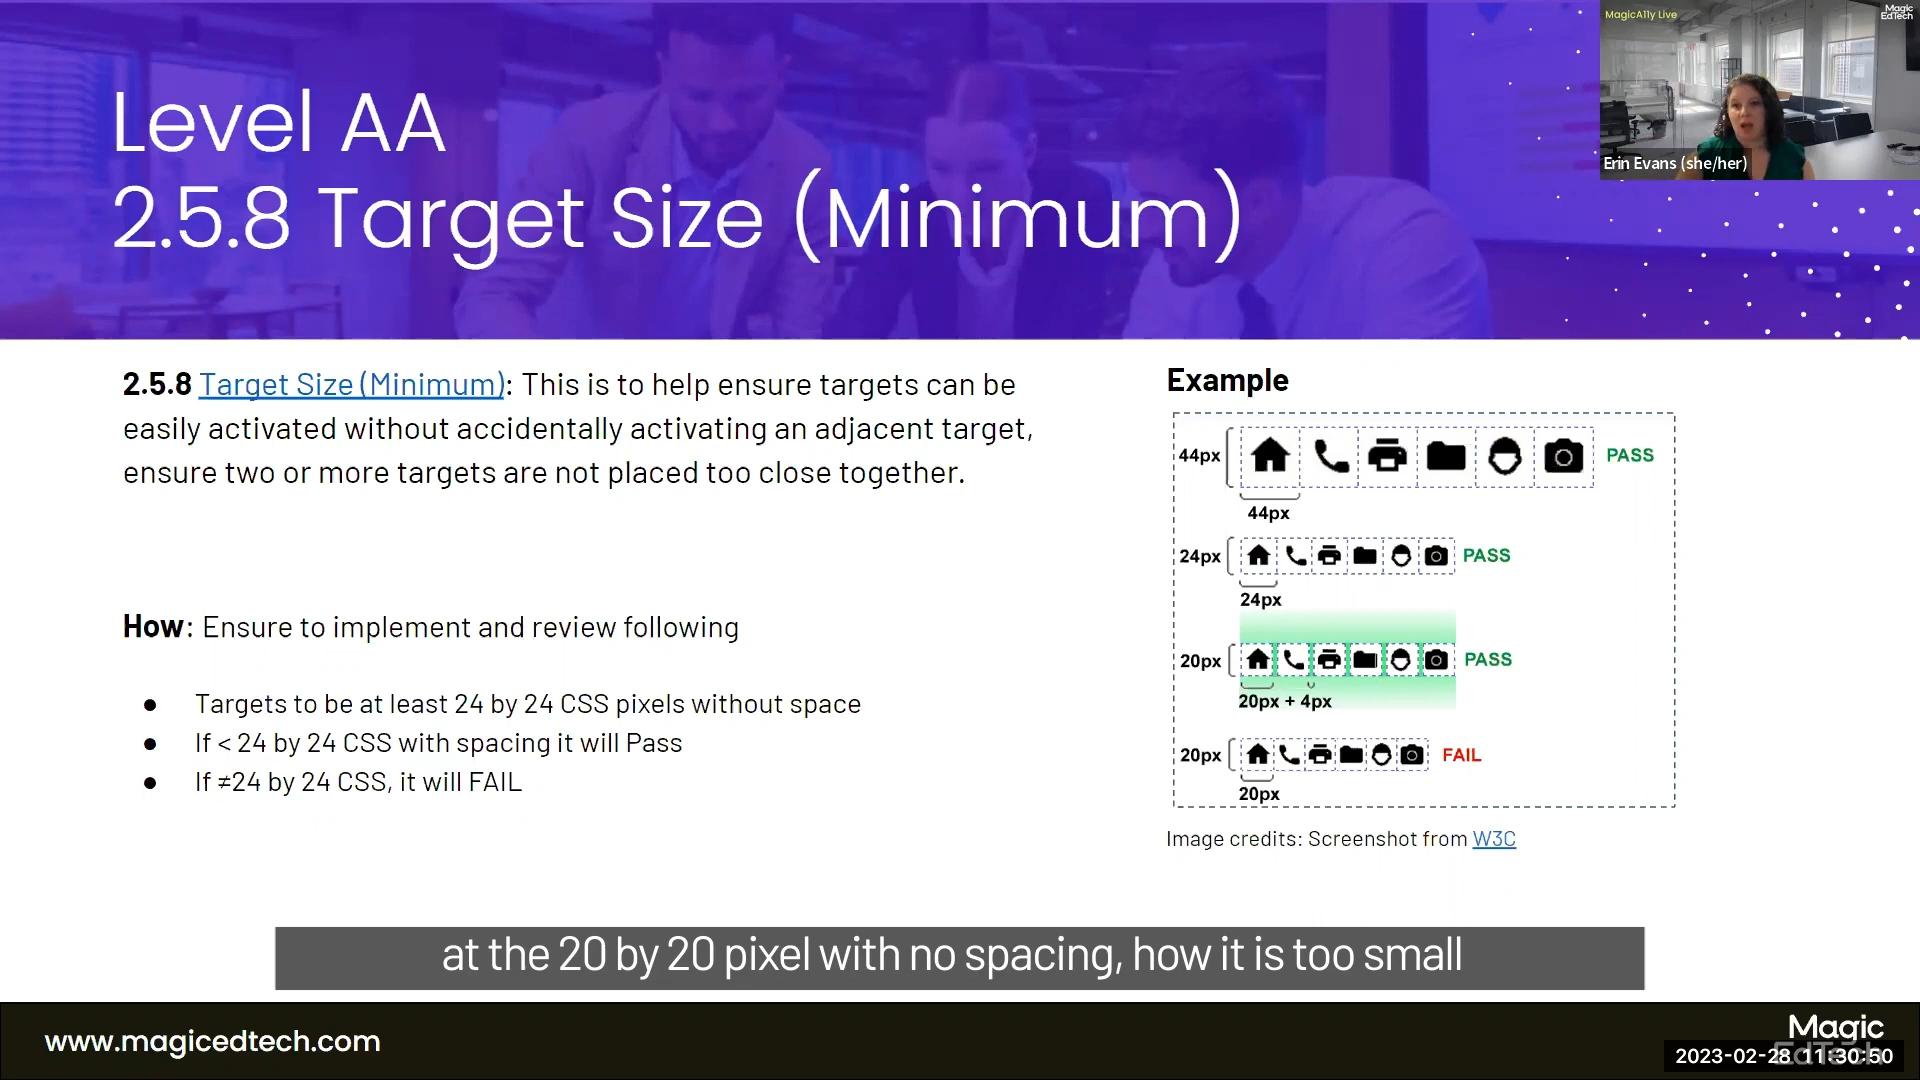 MagicA11y Live
Magic
EdTech
Erin Evans (she/her)
Level AA
2.5.8 Target Size (Minimum)
2.5.8 Target Size (Minimum): This is to help ensure targets can be
easily activated without accidentally activating an adjacent target,
ensure two or more targets are not placed too close together.
How: Ensure to implement and review following
● Targets to be at least 24 by 24 CSS pixels without space
● If < 24 by 24 CSS with spacing it will Pass
● If ≠24 by 24 CSS, it will FAIL
Example
44px PASS
44px
24px PASS
24px
20px PASS
20px + 4px
20px FAIL
20px
Image credits: Screenshot from W3C
at the 20 by 20 pixel with no spacing, how it is too small
www.magicedtech.com
Magic
EdTech
2023-02-28 11:30:50